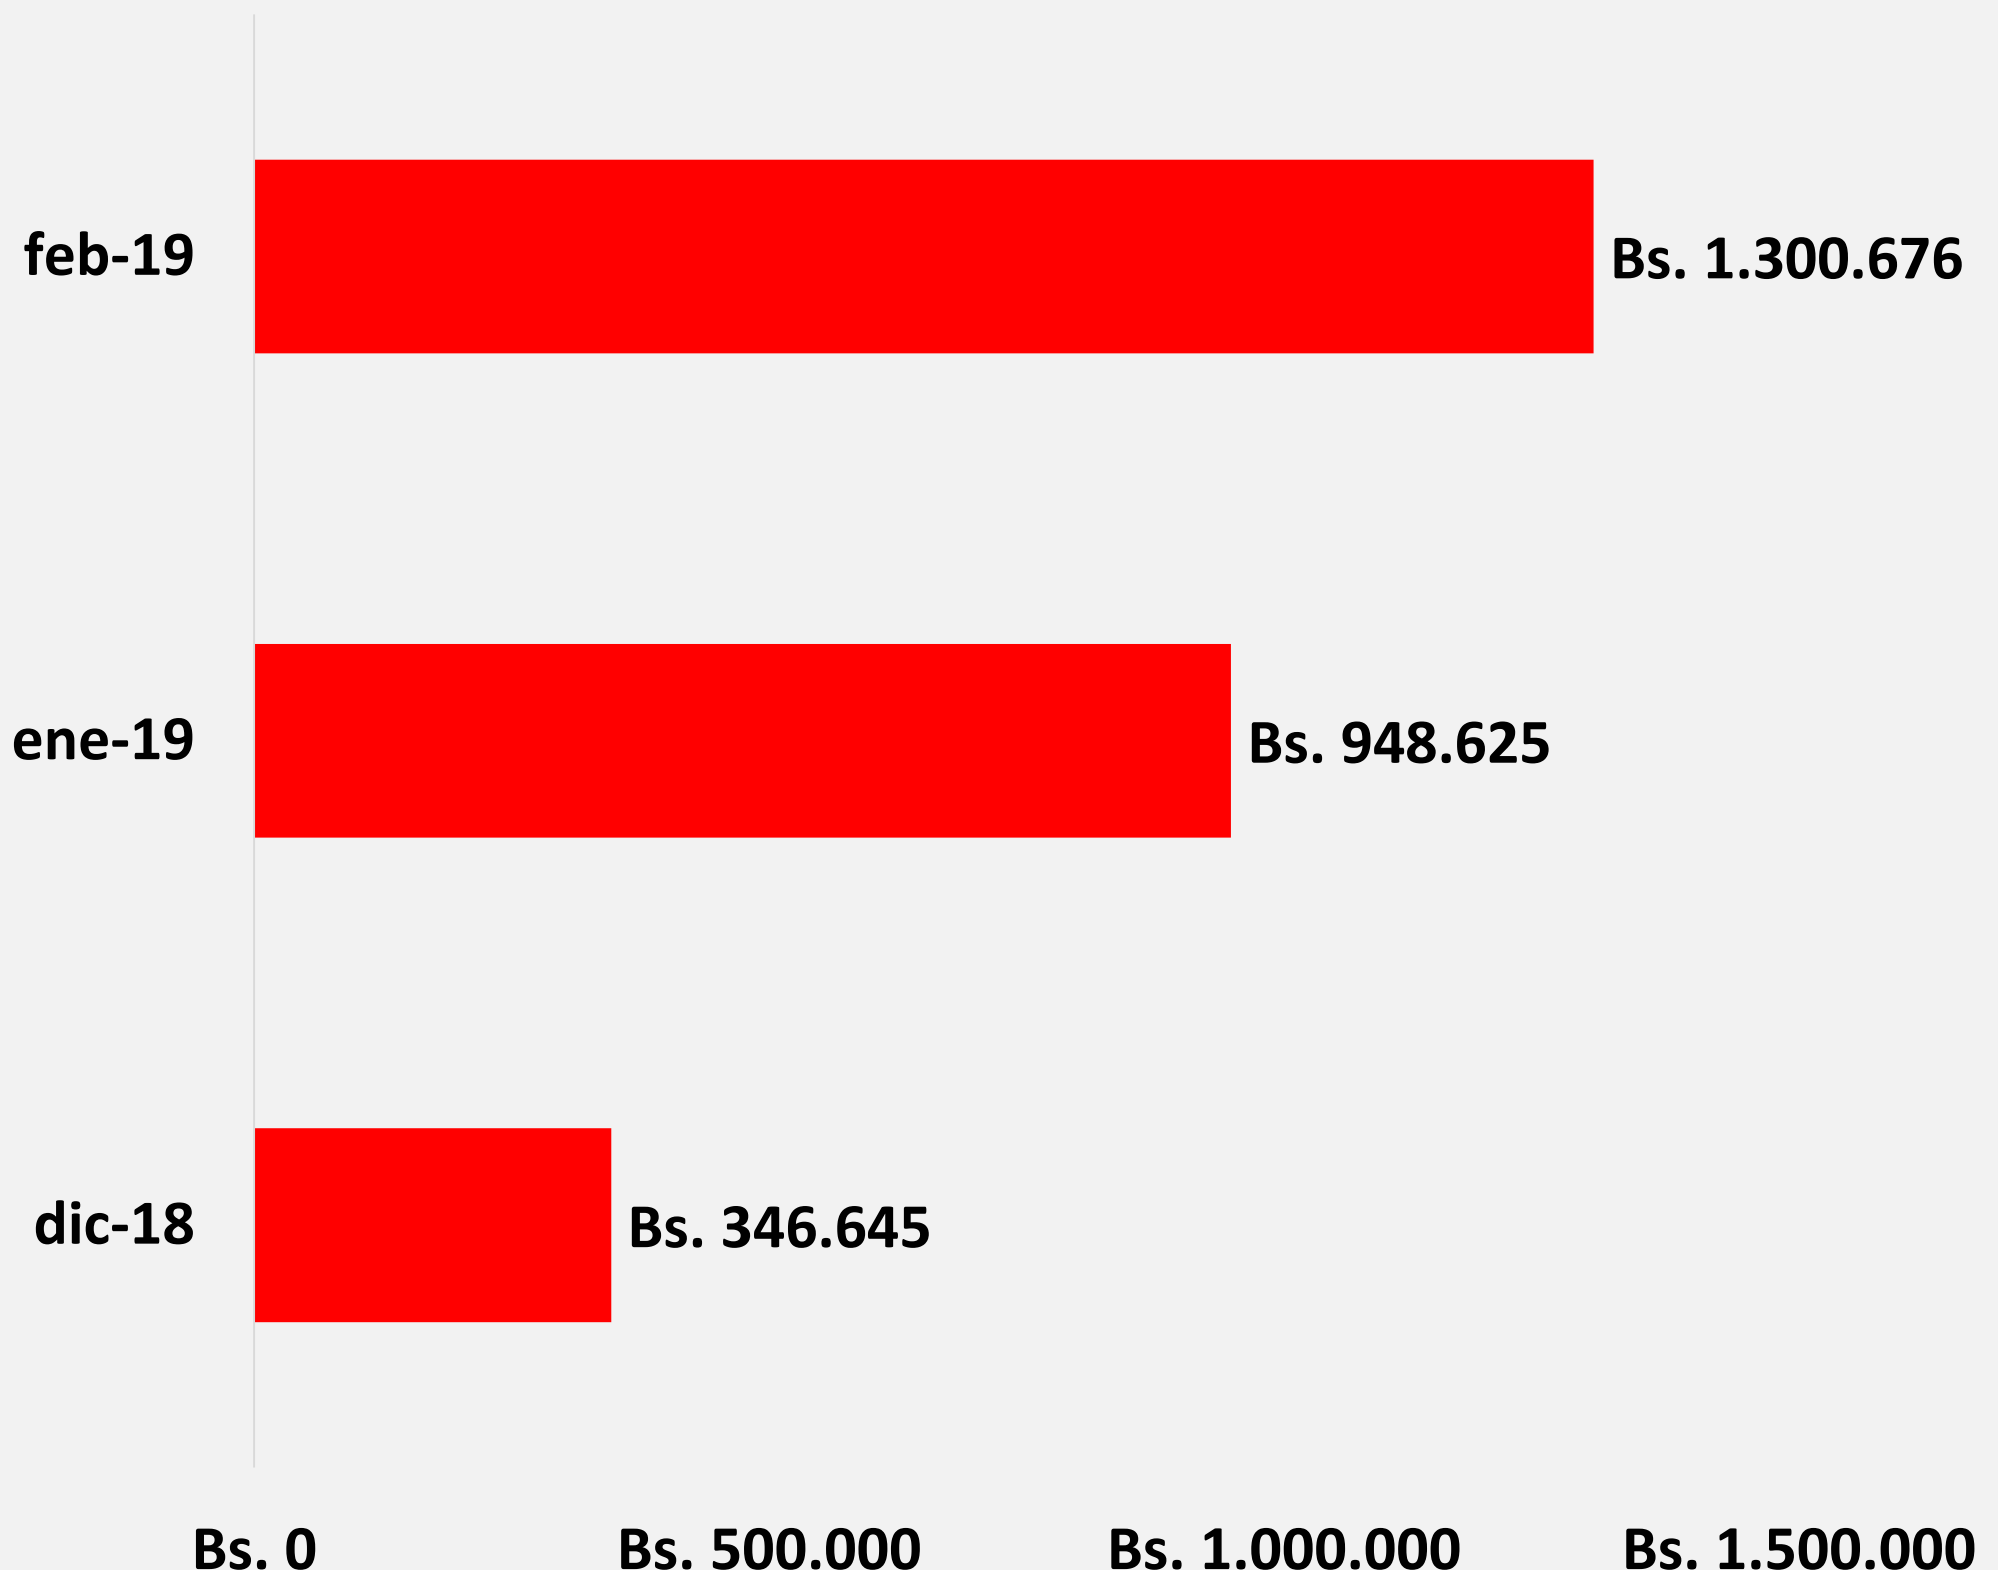 feb-19
Bs. 1.300.676
ene-19
Bs. 948.625
dic-18
Bs. 346.645
Bs. 0
Bs. 500.000
Bs. 1.000.000
Bs. 1.500.000